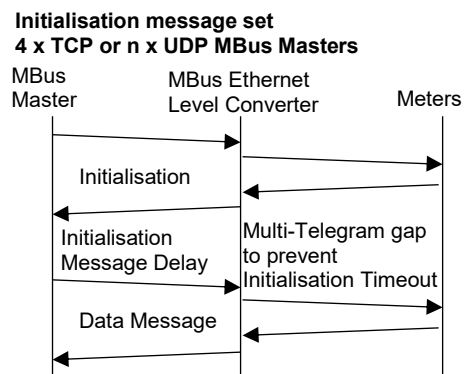 Initialisation message set
4 x TCP or n x UDP MBus Masters
MBus
Master
MBus Ethernet
Level Converter
Meters
Initialisation
Initialisation
Message Delay
Multi-Telegram gap
to prevent
Initialisation Timeout
Data Message